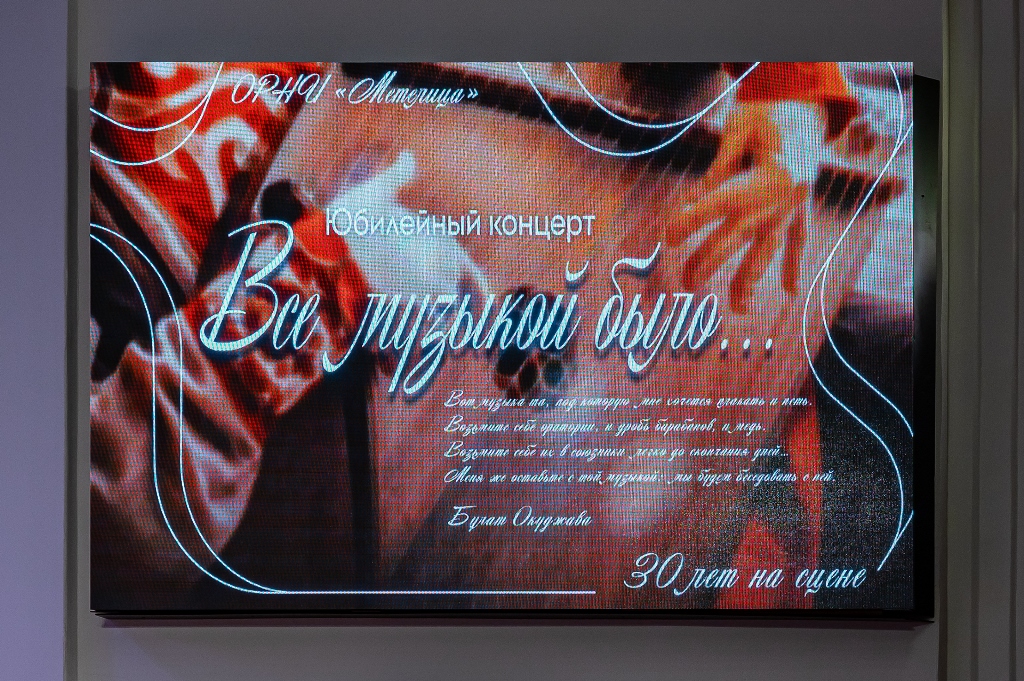 ОРНИ «Метелица»
Юбилейный концерт
Все музыкой было...
Вот музыка та, под которую мне хочется плакать и петь.
Возьмите себе оратории, и дробь барабанов, и медь.
Возьмите себе их в союзники легко до скончания дней...
Меня же оставьте с той музыкой: мы будем беседовать с ней.
Булат Окуджава
30 лет на сцене